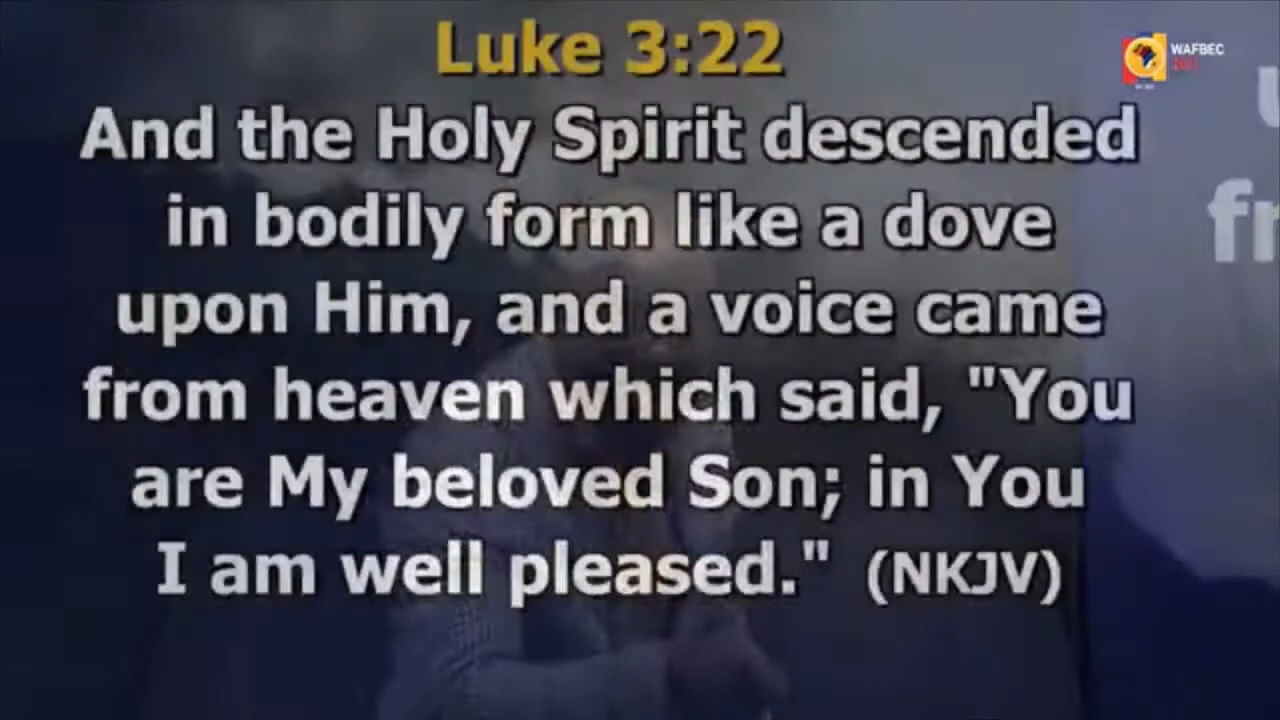 Luke 3:22
And the Holy Spirit descended
in bodily form like a dove
upon Him, and a voice came
from heaven which said, "You
are My beloved Son; in You
I am well pleased." (NKJV)
WAFBEC